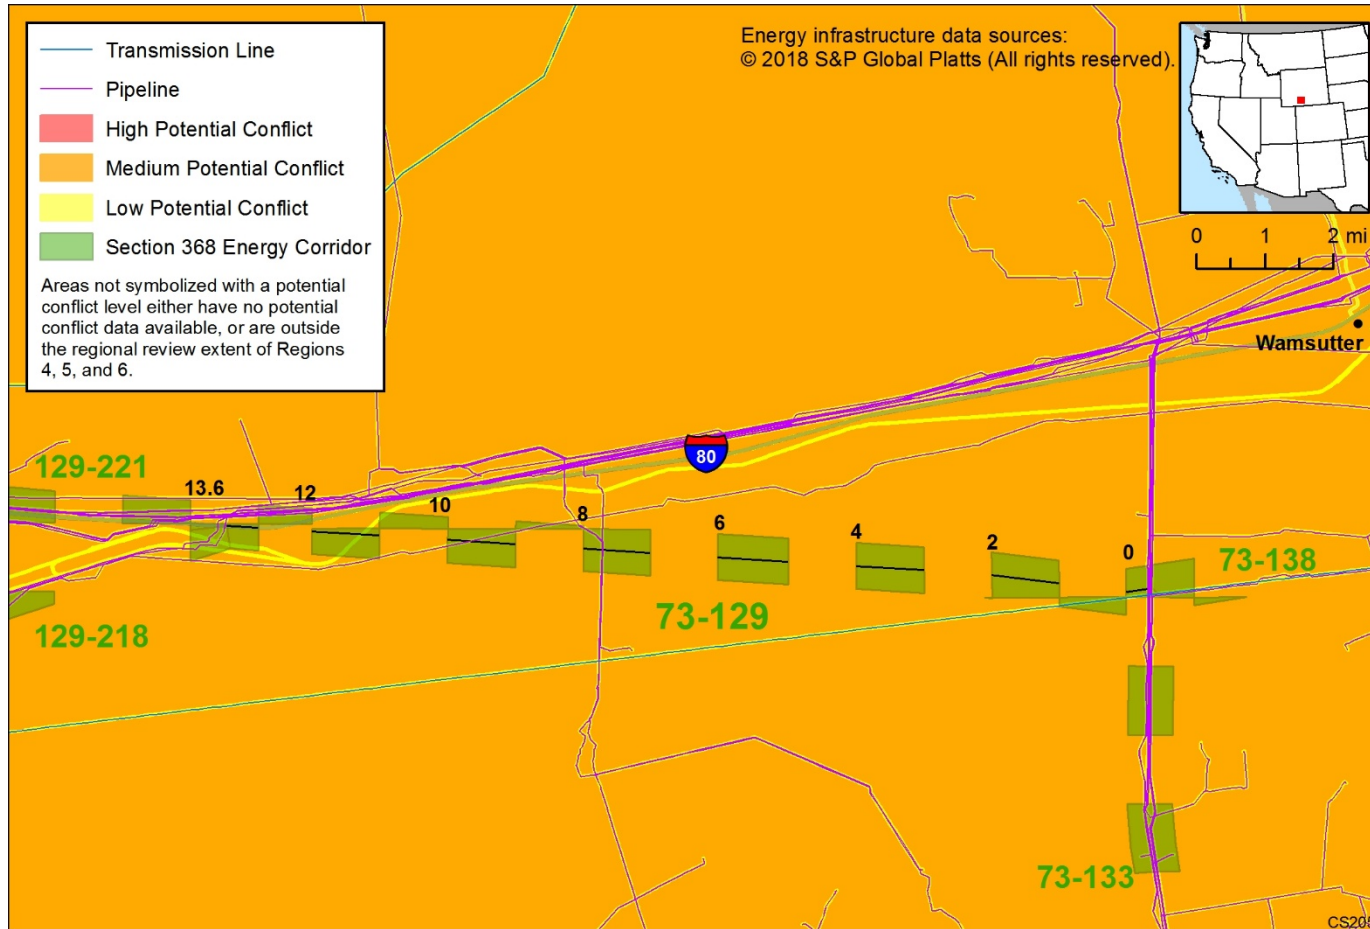 Transmission Line
Pipeline
High Potential Conflict
Medium Potential Conflict
Low Potential Conflict
Section 368 Energy Corridor
Areas not symbolized with a potential
conflict level either have no potential
conflict data available, or are outside
the regional review extent of Regions
4, 5, and 6.
Energy infrastructure data sources:
© 2018 S&P Global Platts (All rights reserved).
0 1 2 mi
Wamsutter
80
129-221
13.6
12
10
8
6
4
2
0
73-138
73-129
129-218
73-133